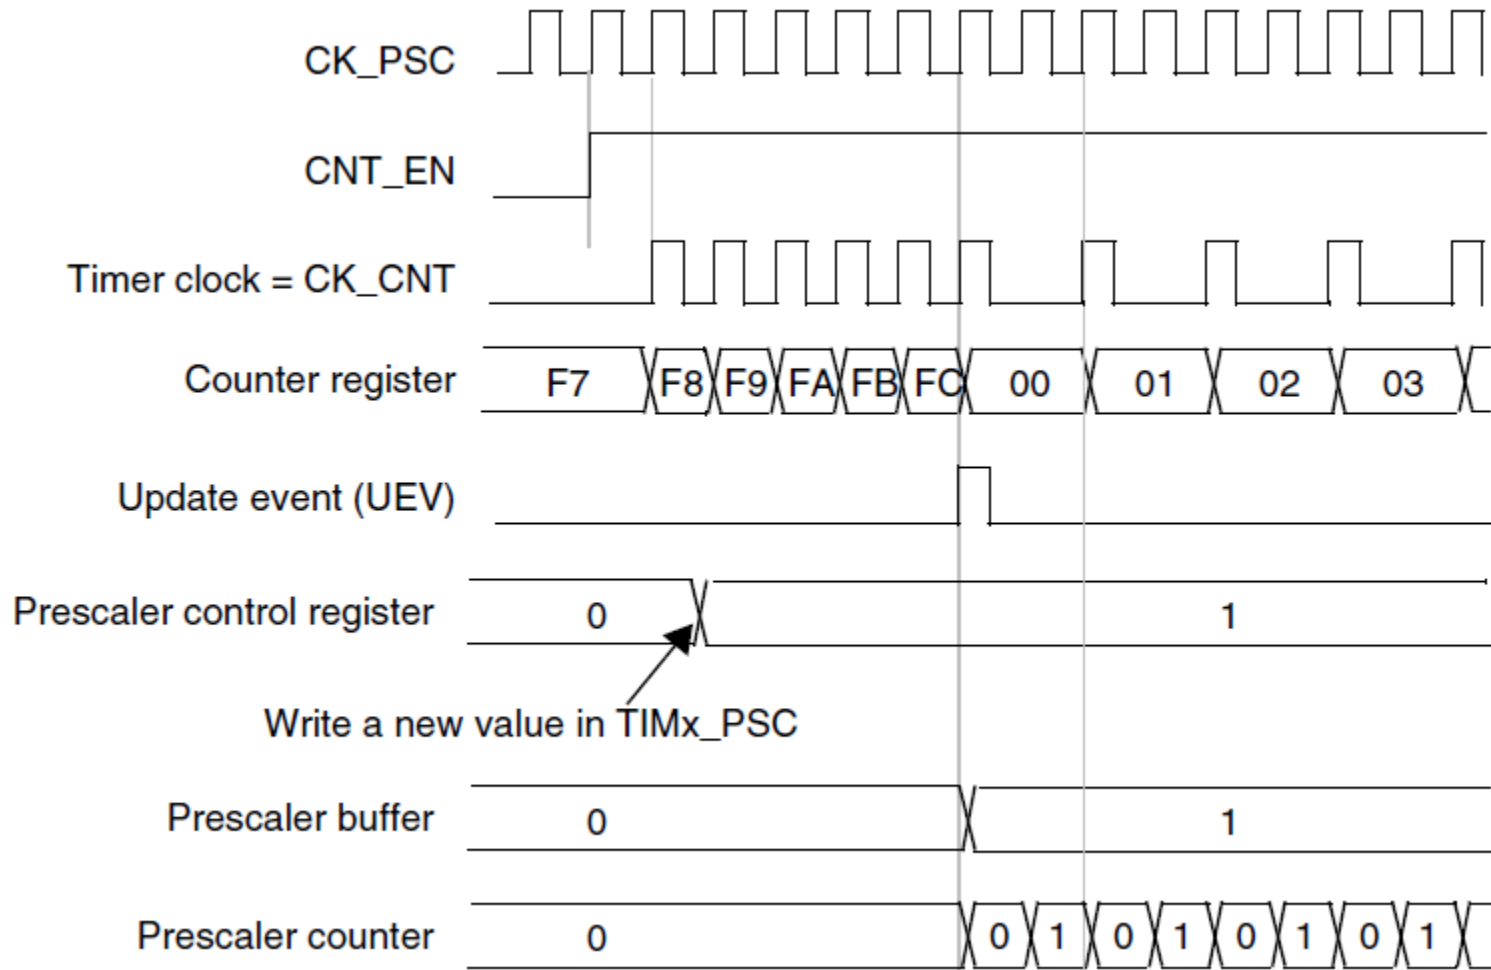 CK_PSC
CNT_EN
Timer clock = CK_CNT
Counter register F7 F8 F9 FA FB FC 00 01 02 03
Update event (UEV)
Prescaler control register 0 1
Write a new value in TIMx_PSC
Prescaler buffer 0 1
Prescaler counter 0 0 1 0 1 0 1 0 1